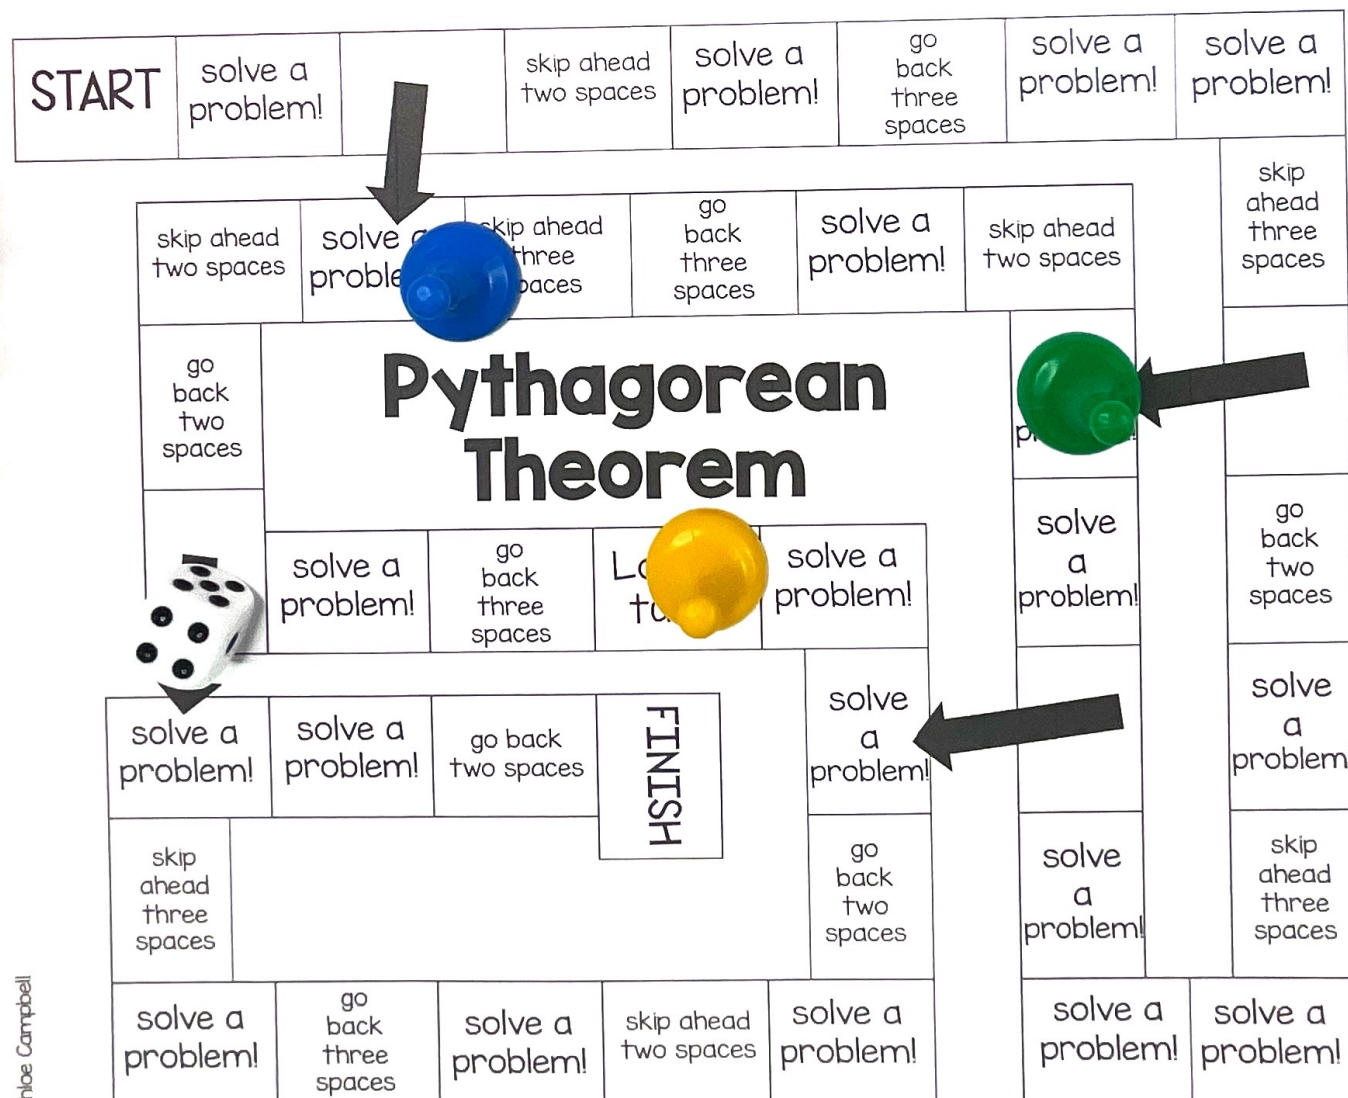 START
solve a
problem!
skip ahead
two spaces
solve a
problem!
go
back
three
spaces
solve a
problem!
solve a
problem!
skip
ahead
three
spaces
go
back
two
spaces
solve
a
problem
skip
ahead
three
spaces
solve a
problem!
solve a
problem!
solve
a
problem!
solve
a
problem!
skip ahead
two spaces
solve a
problem!
go
back
three
spaces
ahead
three
solve
skip ahead
two spaces
go
back
two
spaces
Pythagorean
Theorem
solve a
problem!
go
back
three
spaces
solve a
problem!
solve
a
problem!
go
back
two
spaces
solve a
problem!
skip ahead
two spaces
solve a
problem!
go
back
three
spaces
solve a
problem!
skip
ahead
three
spaces
solve a
problem!
solve a
problem!
go back
two spaces
FINISH
Campbell